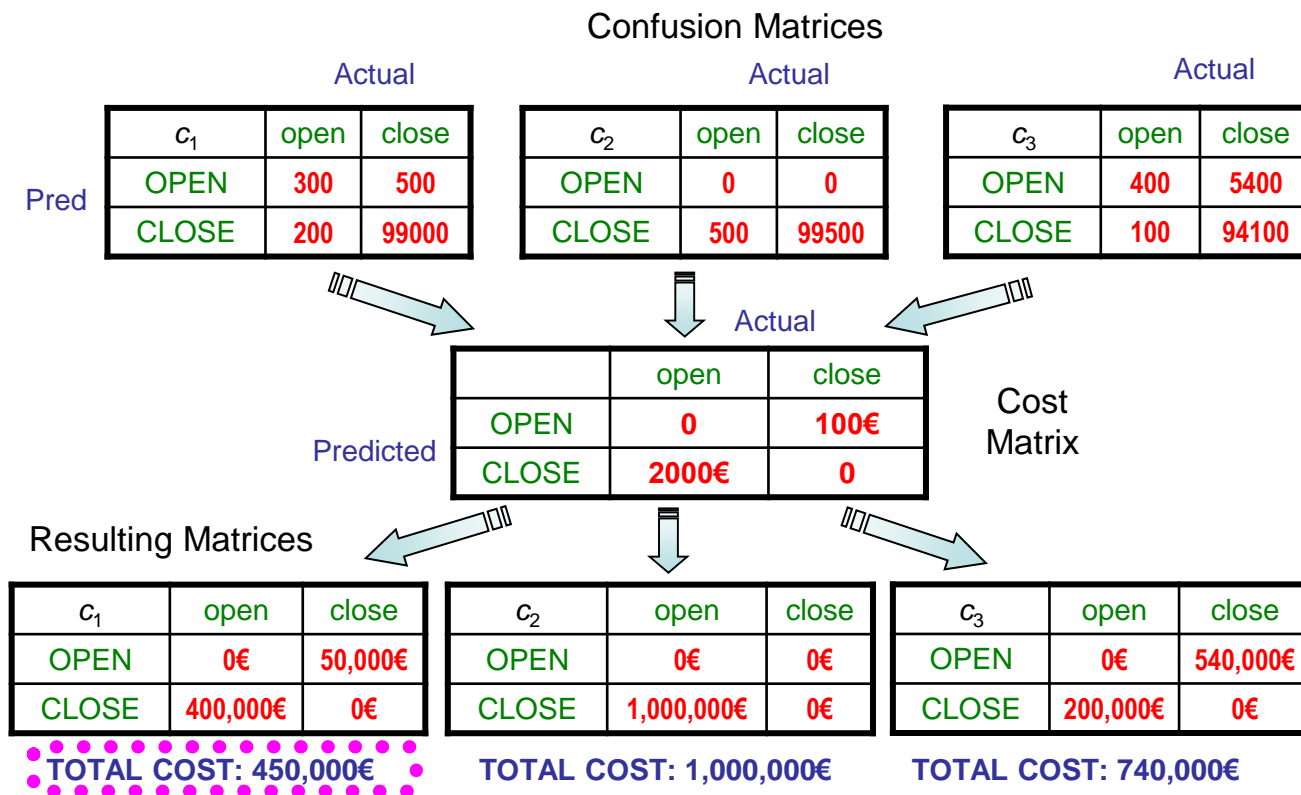 Confusion Matrices
Actual Actual Actual
c1 open close c2 open close c3 open close
Pred OPEN 300 500 OPEN 0 0 OPEN 400 5400
CLOSE 200 99000 CLOSE 500 99500 CLOSE 100 94100
Actual
open close
OPEN 0 100€
Predicted CLOSE 2000€ 0
Cost
Matrix
Resulting Matrices
c1 open close c2 open close c3 open close
OPEN 0€ 50,000€ OPEN 0€ 0€ OPEN 0€ 540,000€
CLOSE 400,000€ 0€ CLOSE 1,000,000€ 0€ CLOSE 200,000€ 0€
TOTAL COST: 450,000€ TOTAL COST: 1,000,000€ TOTAL COST: 740,000€